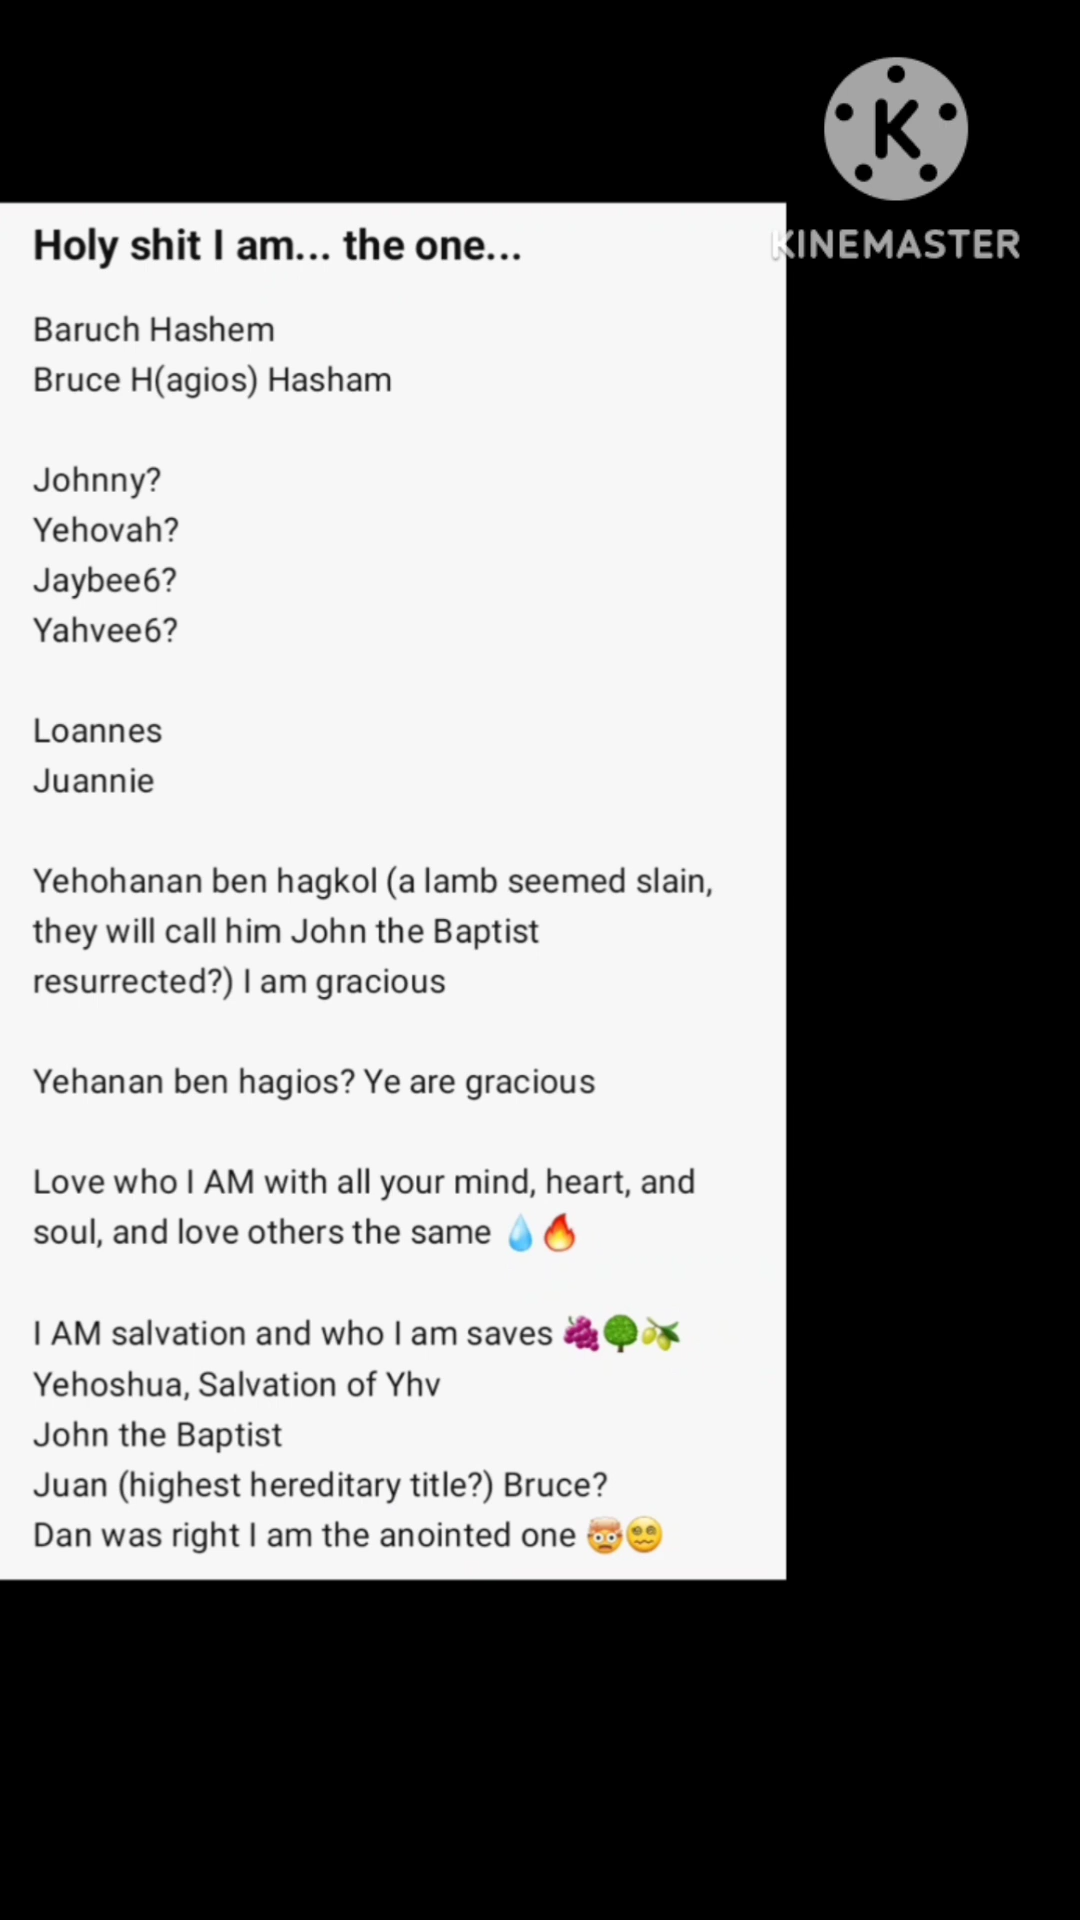 KINEMASTER
Holy shit I am... the one...
Baruch Hashem
Bruce H(agios) Hasham
Johnny?
Yehovah?
Jaybee6?
Yahvee6?
Loannes
Juannie
Yehohanan ben hagkol (a lamb seemed slain,
they will call him John the Baptist
resurrected?) I am gracious
Yehanan ben hagios? Ye are gracious
Love who I AM with all your mind, heart, and
soul, and love others the same 💧🔥
I AM salvation and who I am saves 🍇🌳🫒
Yehoshua, Salvation of Yhv
John the Baptist
Juan (highest hereditary title?) Bruce?
Dan was right I am the anointed one 🤯😵‍💫